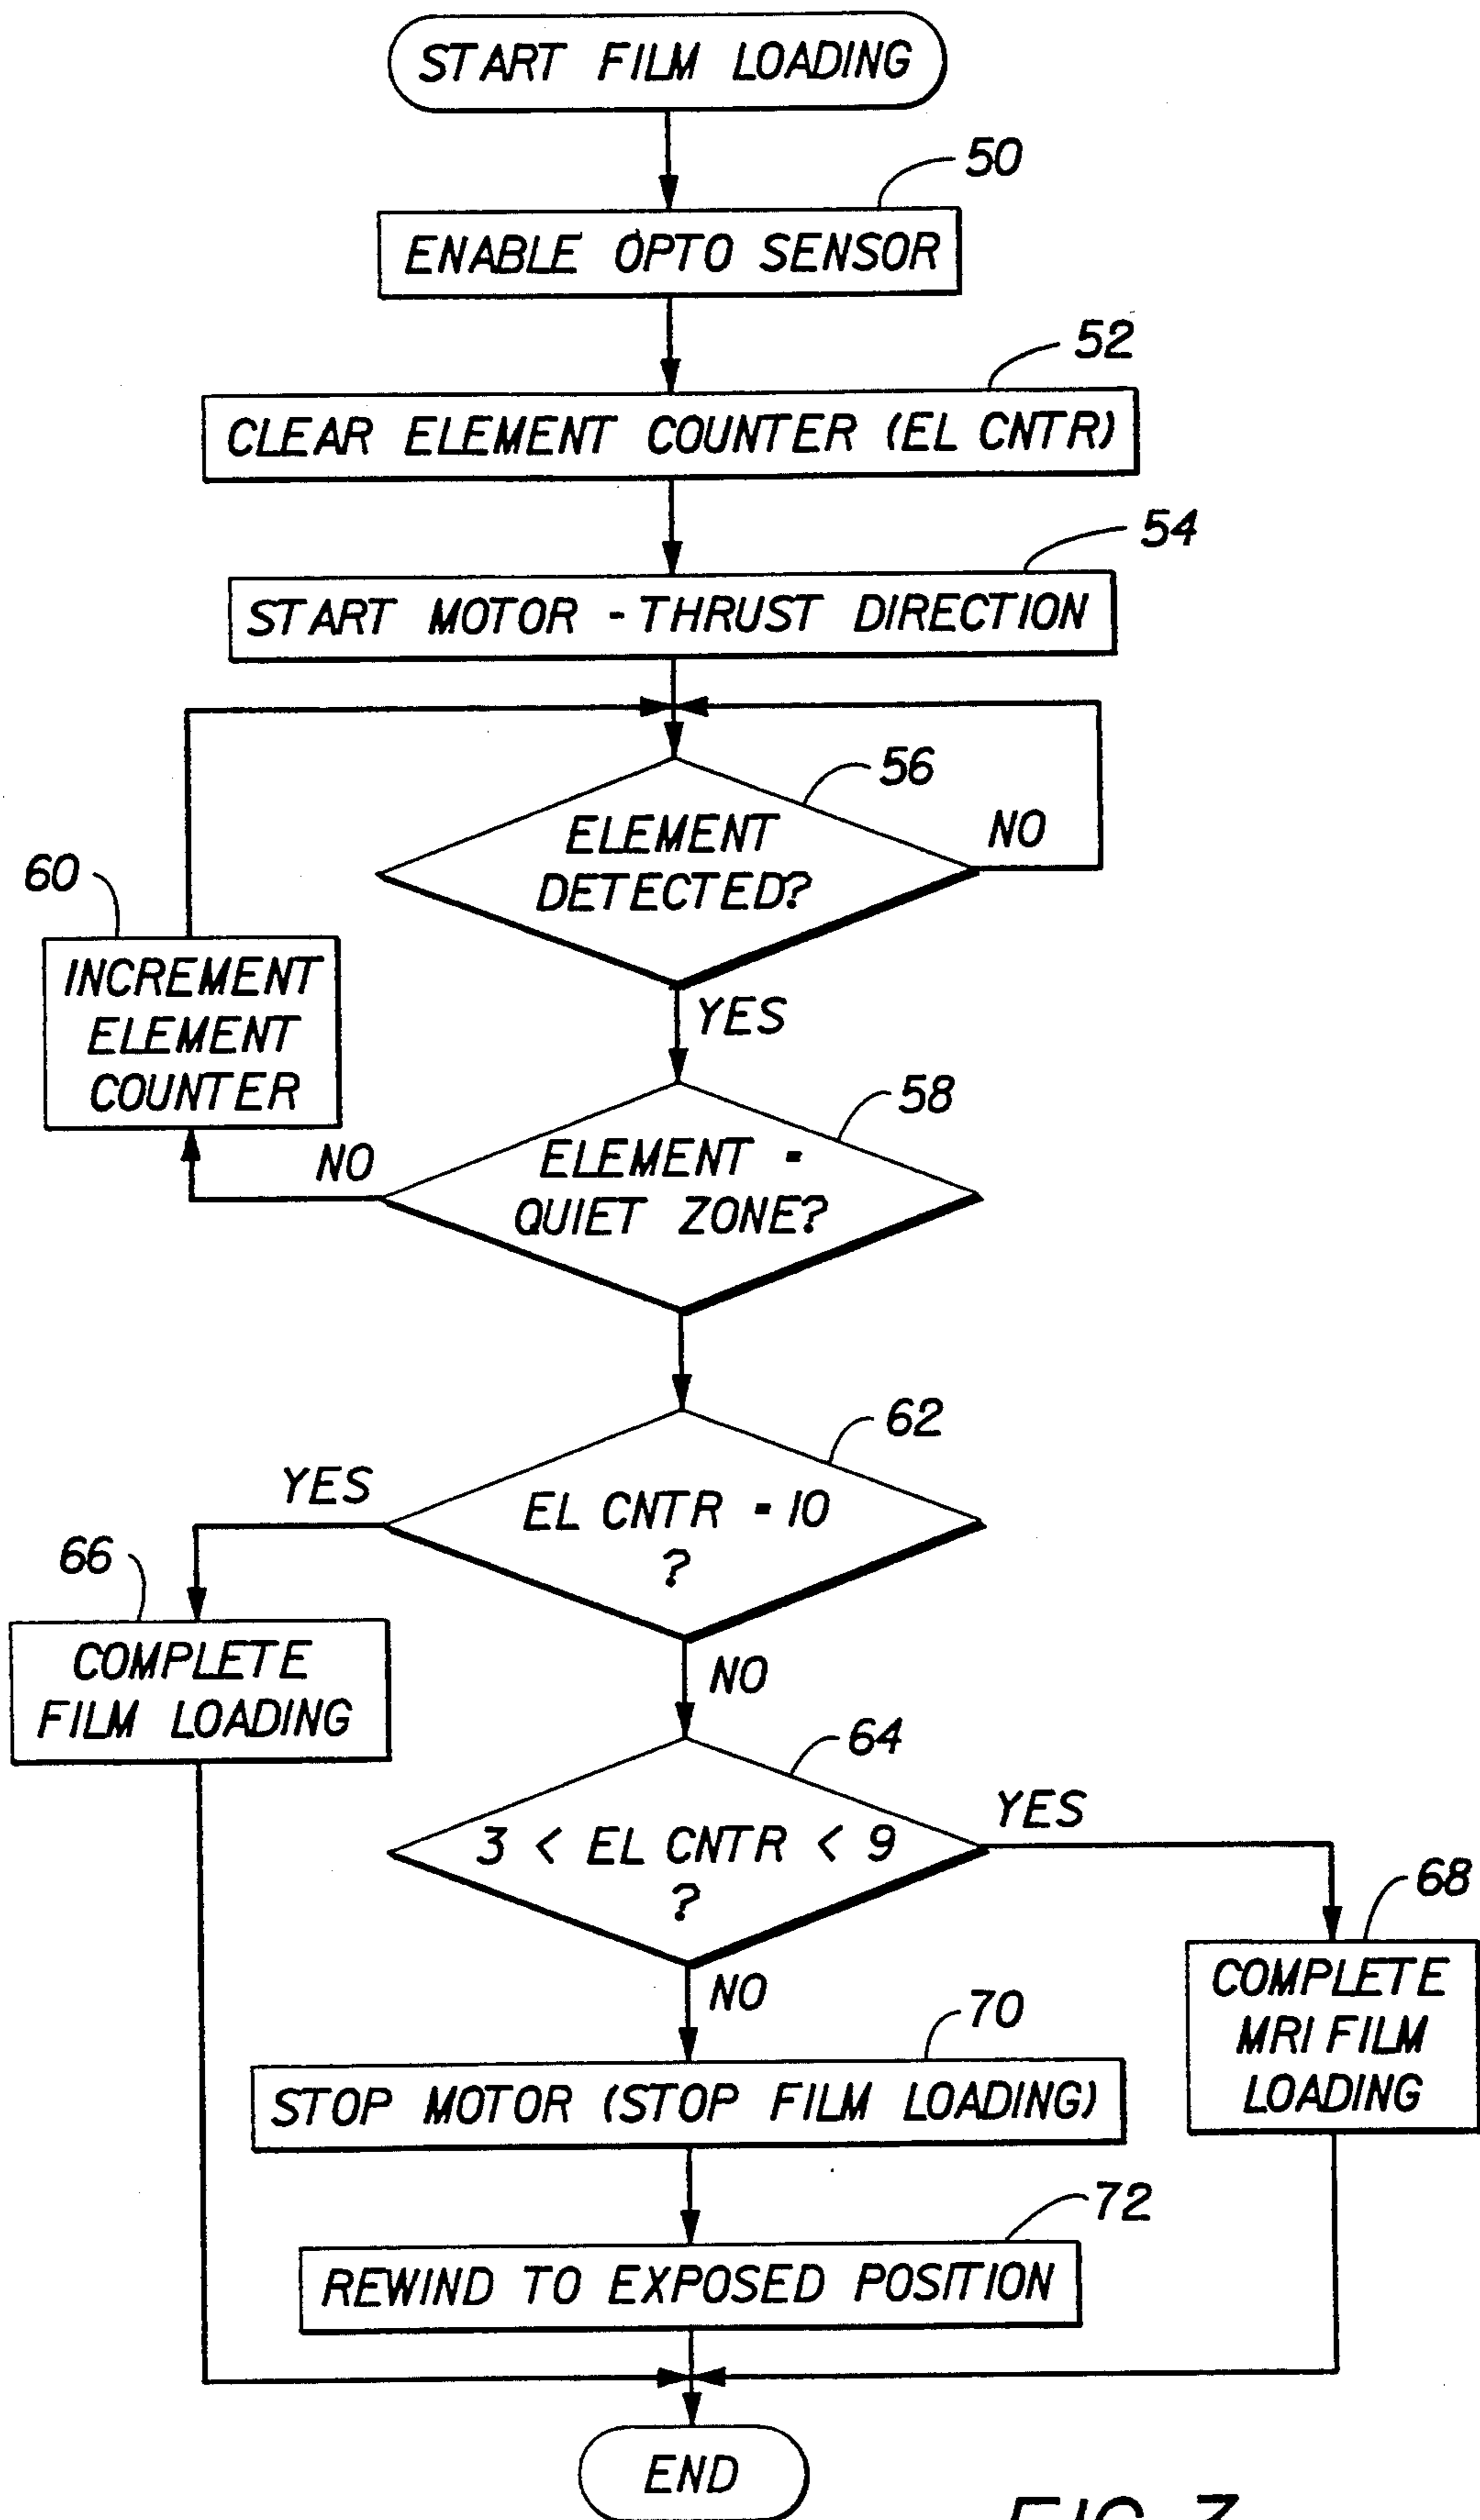 START FILM LOADING
50
ENABLE OPTO SENSOR
52
CLEAR ELEMENT COUNTER (EL CNTR)
54
START MOTOR - THRUST DIRECTION
56
ELEMENT
DETECTED?
NO
60
INCREMENT
ELEMENT
COUNTER
YES
58
NO
ELEMENT =
QUIET ZONE?
62
YES
EL CNTR = 10
?
66
COMPLETE
FILM LOADING
NO
64
YES
3 < EL CNTR < 9
?
68
COMPLETE
MRI FILM
LOADING
NO
70
STOP MOTOR (STOP FILM LOADING)
72
REWIND TO EXPOSED POSITION
END